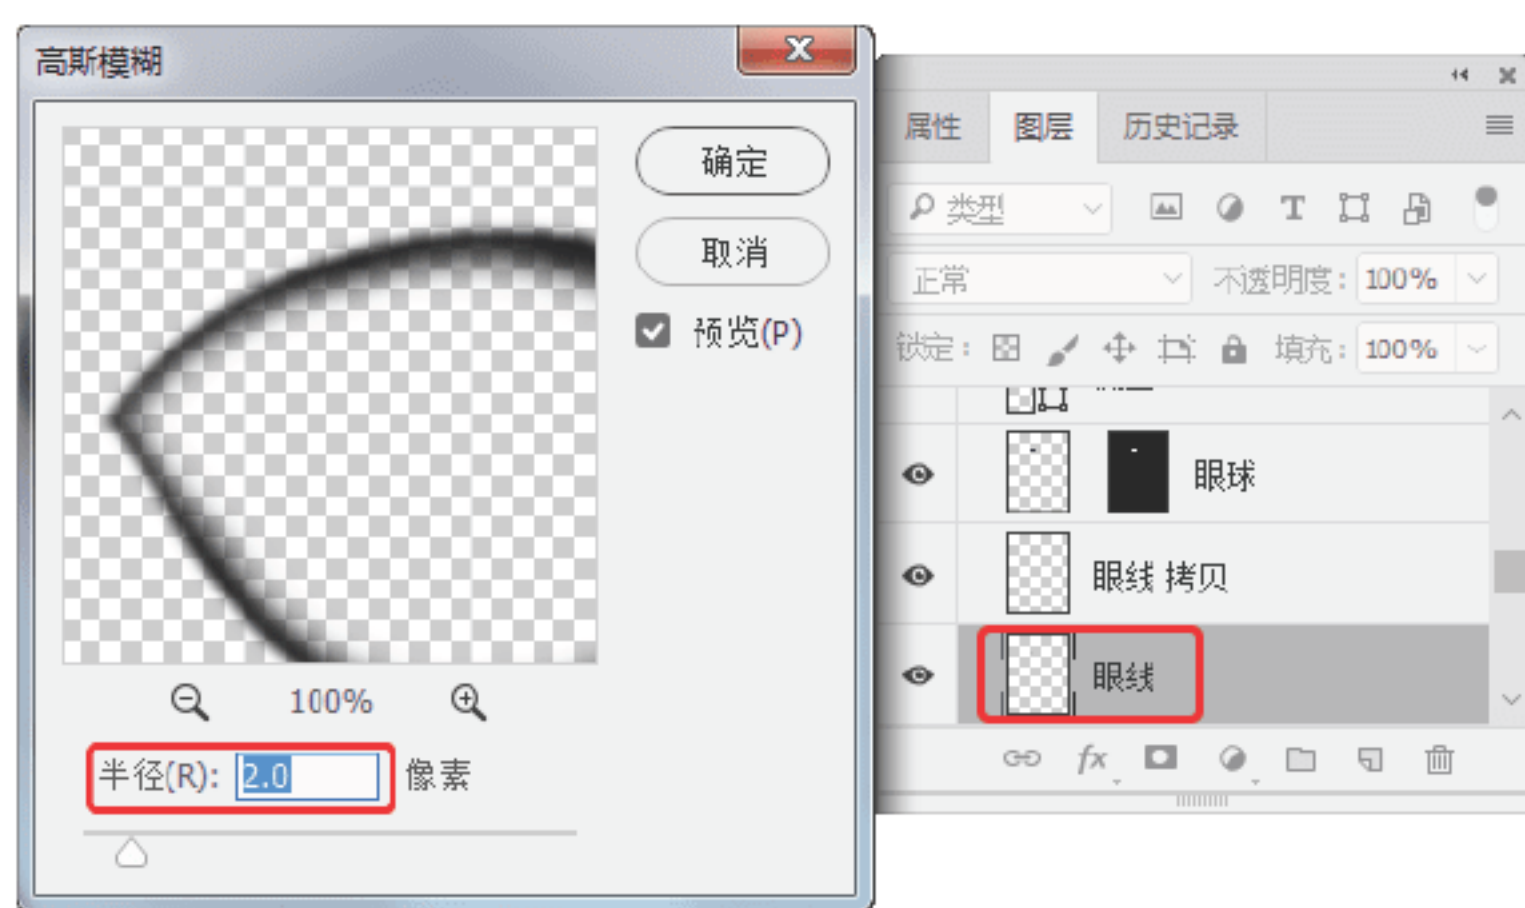 高斯模糊
确定
取消
预览(P)
100%
半径(R): 2.0 像素
属性 图层 历史记录
类型
正常 不透明度: 100%
锁定: 填充: 100%
眼球
眼线 拷贝
眼线
fx